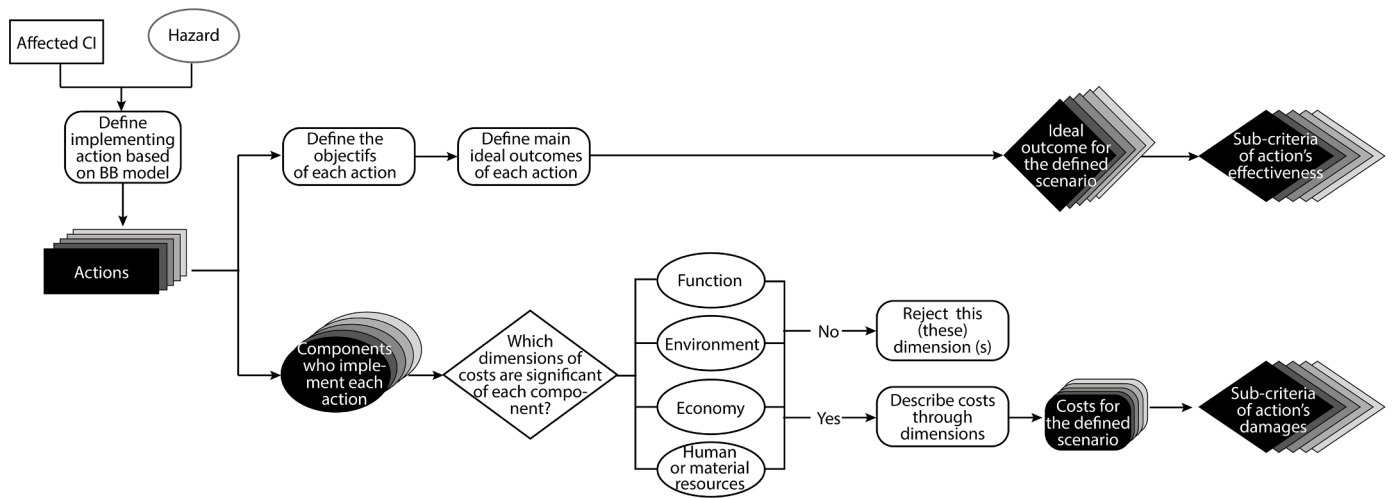 Affected CI
Hazard
Define
implementing
action based
on BB model
Actions
Define the
objectifs
of each action
Define main
ideal outcomes
of each action
Ideal
outcome for
the defined
scenario
Sub-criteria
of action's
effectiveness
Components
who imple-
ment each
action
Which
dimensions of
costs are significant
of each compo-
nent?
Function
Environment
Economy
Human
or material
resources
No
Reject this
(these)
dimension (s)
Yes
Describe costs
through
dimensions
Costs for
the defined
scenario
Sub-criteria
of action's
damages